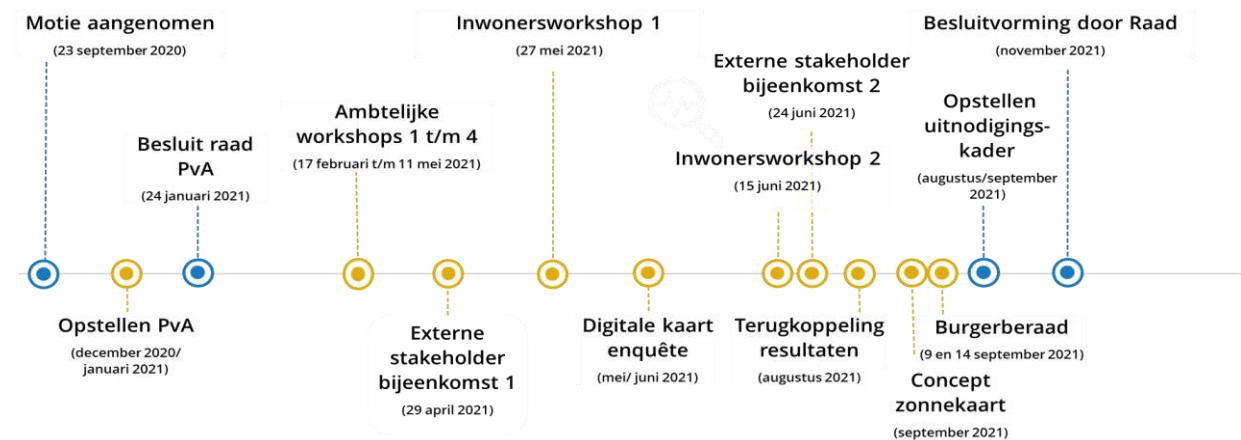 Motie aangenomen
(23 september 2020)
Opstellen PvA
(december 2020/
januari 2021)
Besluit raad
PvA
(24 januari 2021)
Ambtelijke
workshops 1 t/m 4
(17 februari t/m 11 mei 2021)
Externe
stakeholder
bijeenkomst 1
(29 april 2021)
Inwonersworkshop 1
(27 mei 2021)
Digitale kaart
enquête
(mei/ juni 2021)
Inwonersworkshop 2
(15 juni 2021)
Externe stakeholder
bijeenkomst 2
(24 juni 2021)
Terugkoppeling
resultaten
(augustus 2021)
Concept
zonnekaart
(september 2021)
Burgerberaad
(9 en 14 september 2021)
Opstellen
uitnodigings-
kader
(augustus/september
2021)
Besluitvorming door Raad
(november 2021)